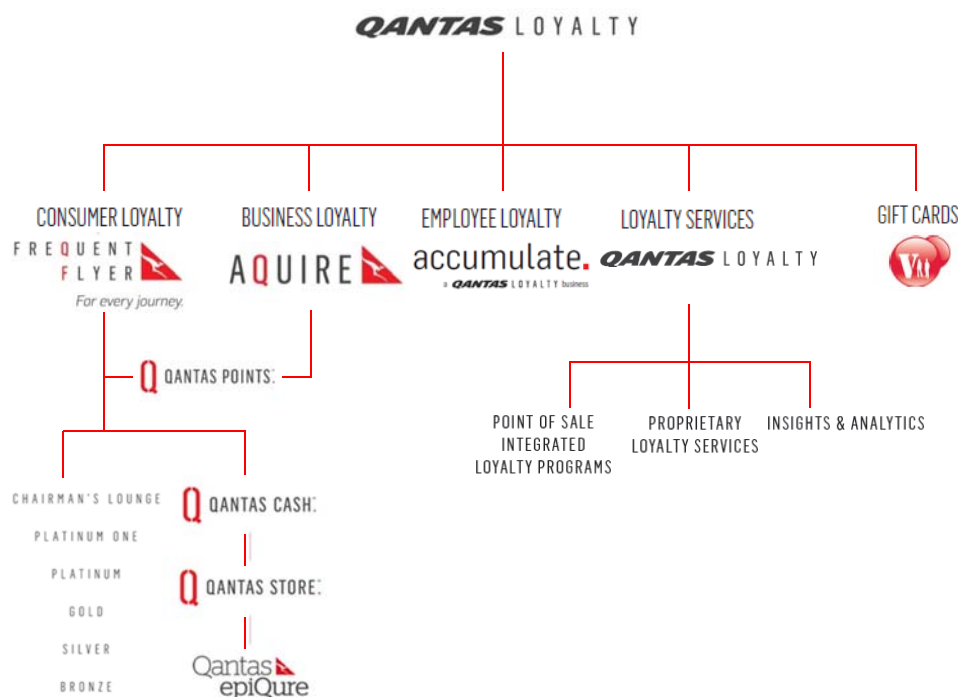 QANTAS LOYALTY
CONSUMER LOYALTY
FREQUENT
FLYER
For every journey.
BUSINESS LOYALTY
AQUIRE
EMPLOYEE LOYALTY
accumulate.
a QANTAS LOYALTY business
LOYALTY SERVICES
QANTAS LOYALTY
GIFT CARDS
V
Q QANTAS POINTS
POINT OF SALE
INTEGRATED
LOYALTY PROGRAMS
PROPRIETARY
LOYALTY SERVICES
INSIGHTS & ANALYTICS
CHAIRMAN'S LOUNGE
PLATINUM ONE
PLATINUM
GOLD
SILVER
BRONZE
Q QANTAS CASH
Q QANTAS STORE
Qantas
epiQure